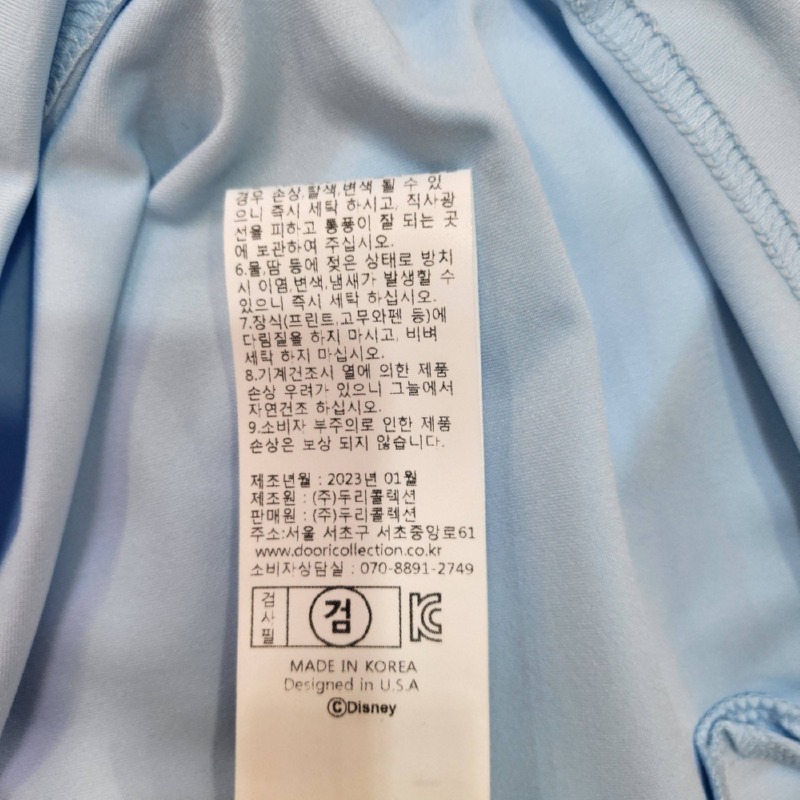 경우 손상,탈색,변색 될 수 있
으니 즉시 세탁 하시고, 직사광
선을 피하고 통풍이 잘 되는 곳
에 보관하여 주십시오.
6.물,땀 등에 젖은 상태로 방치
시 이염,변색,냄새가 발생할 수
있으니 즉시 세탁 하십시오.
7.장식(프린트,고무와펜 등)에
다림질을 하지 마시고, 비벼
세탁 하지 마십시오.
8.기계건조시 열에 의한 제품
손상 우려가 있으니 그늘에서
자연건조 하십시오.
9.소비자 부주의로 인한 제품
손상은 보상 되지 않습니다.
제조년월 : 2023년 01월
제조원 : (주)두리콜렉션
판매원 : (주)두리콜렉션
주소:서울 서초구 서초중앙로61
www.dooricollection.co.kr
소비자상담실 : 070-8891-2749
검사필 검 KC
MADE IN KOREA
Designed in U.S.A
©Disney